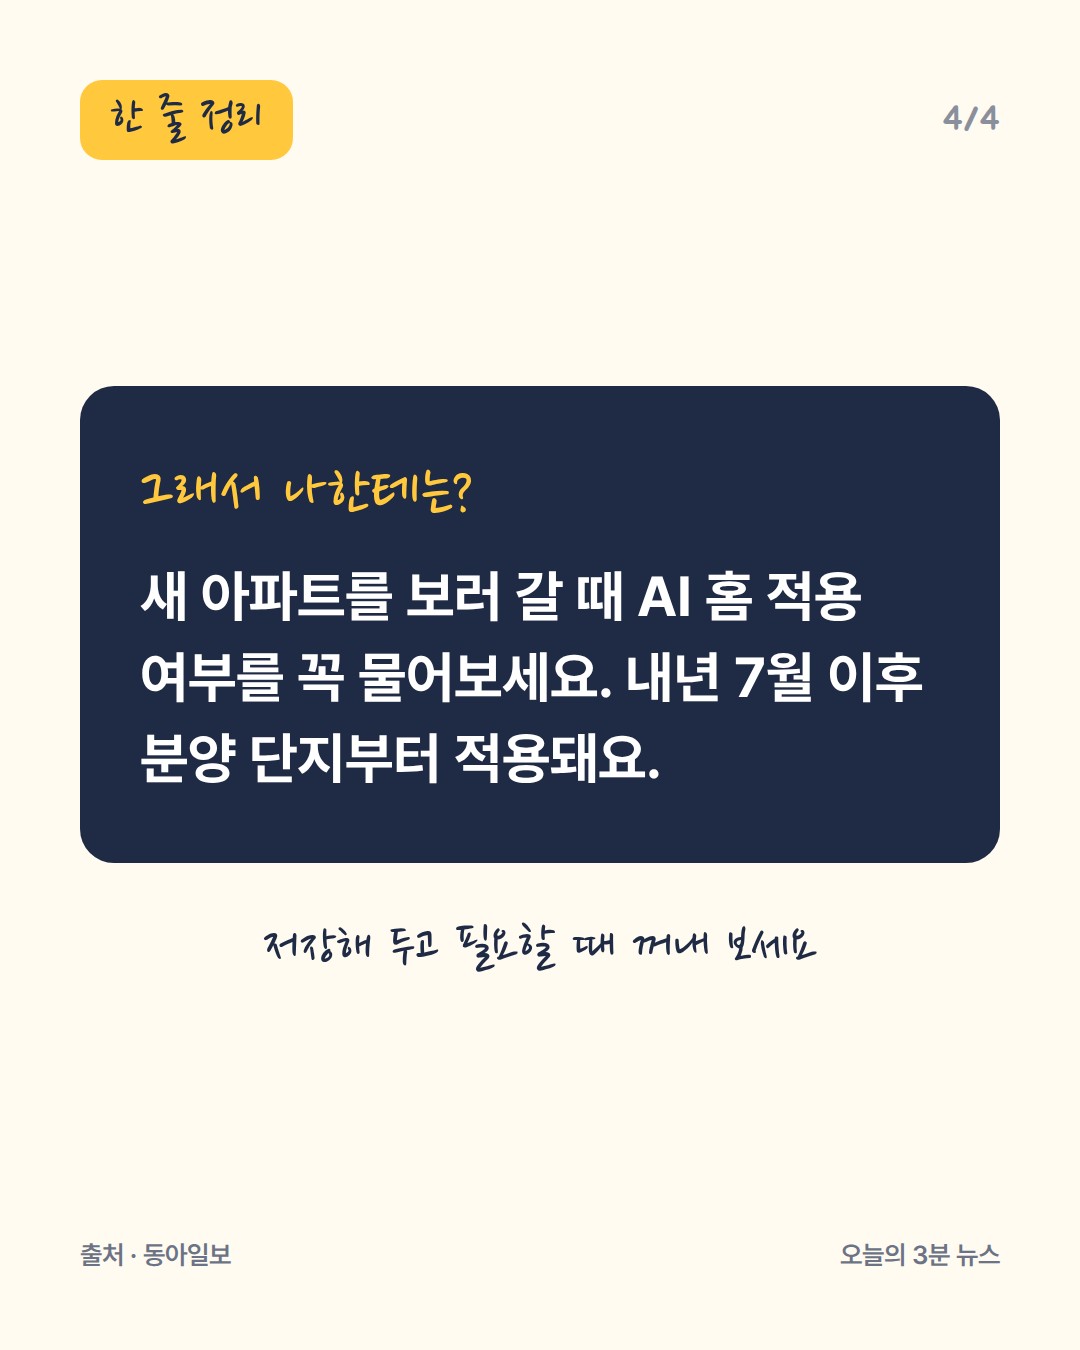 한 줄 정리
4/4
그래서 나한테는?
새 아파트를 보러 갈 때 AI 홈 적용
여부를 꼭 물어보세요. 내년 7월 이후
분양 단지부터 적용돼요.
저장해 두고 필요할 때 꺼내 보세요
출처 · 동아일보
오늘의 3분 뉴스